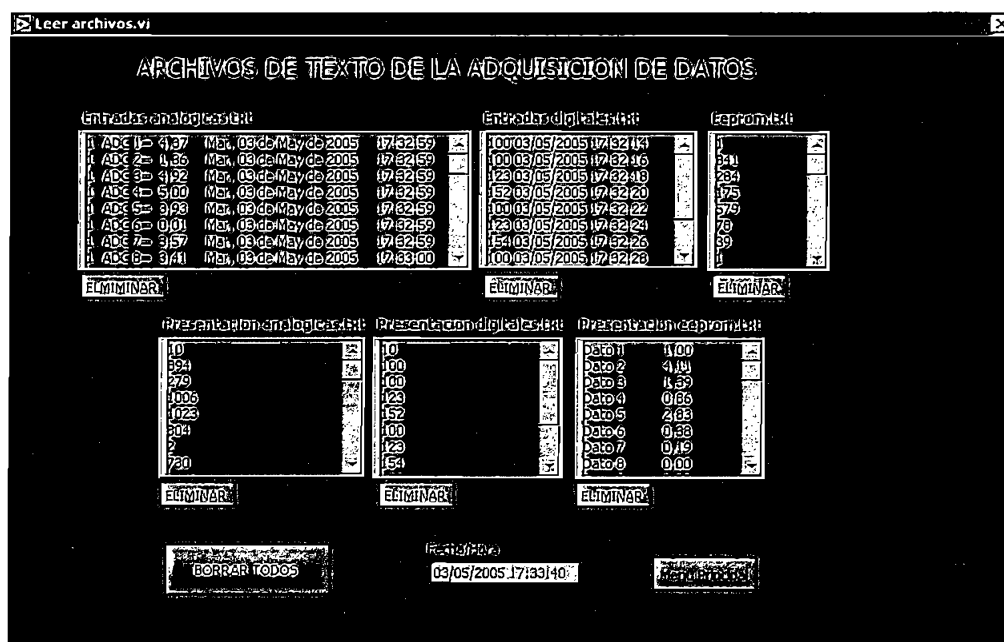 Leer archivos.vi
ARCHIVOS DE TEXTO DE LA ADQUISICION DE DATOS
Entradas analogicas.txt
1 ADC 1= 4,37 Mar, 03 de May de 2005 17:32:59
1 ADC 2= 1,36 Mar, 03 de May de 2005 17:32:59
1 ADC 3= 4,92 Mar, 03 de May de 2005 17:32:59
1 ADC 4= 5,00 Mar, 03 de May de 2005 17:32:59
1 ADC 5= 3,93 Mar, 03 de May de 2005 17:32:59
1 ADC 6= 0,01 Mar, 03 de May de 2005 17:32:59
1 ADC 7= 3,57 Mar, 03 de May de 2005 17:32:59
1 ADC 8= 3,41 Mar, 03 de May de 2005 17:33:00
ELMIMINAR
Entradas digitales.txt
100 03/05/2005 17:32:14
100 03/05/2005 17:32:16
123 03/05/2005 17:32:18
152 03/05/2005 17:32:20
100 03/05/2005 17:32:22
123 03/05/2005 17:32:24
154 03/05/2005 17:32:26
100 03/05/2005 17:32:28
ELIMINAR
Eeprom.txt
1
841
284
175
579
78
39
1
ELIMINAR
Presentacion analogicas.txt
10
894
279
1006
1023
804
2
730
ELIMINAR
Presentacion digitales.txt
10
100
100
123
152
100
123
154
ELIMINAR
Presentacion eeprom.txt
Dato 1 1,00
Dato 2 4,11
Dato 3 1,39
Dato 4 0,86
Dato 5 2,83
Dato 6 0,38
Dato 7 0,19
Dato 8 0,00
ELIMINAR
BORRAR TODOS
Fecha/Hora
03/05/2005 17:33:40
Menu